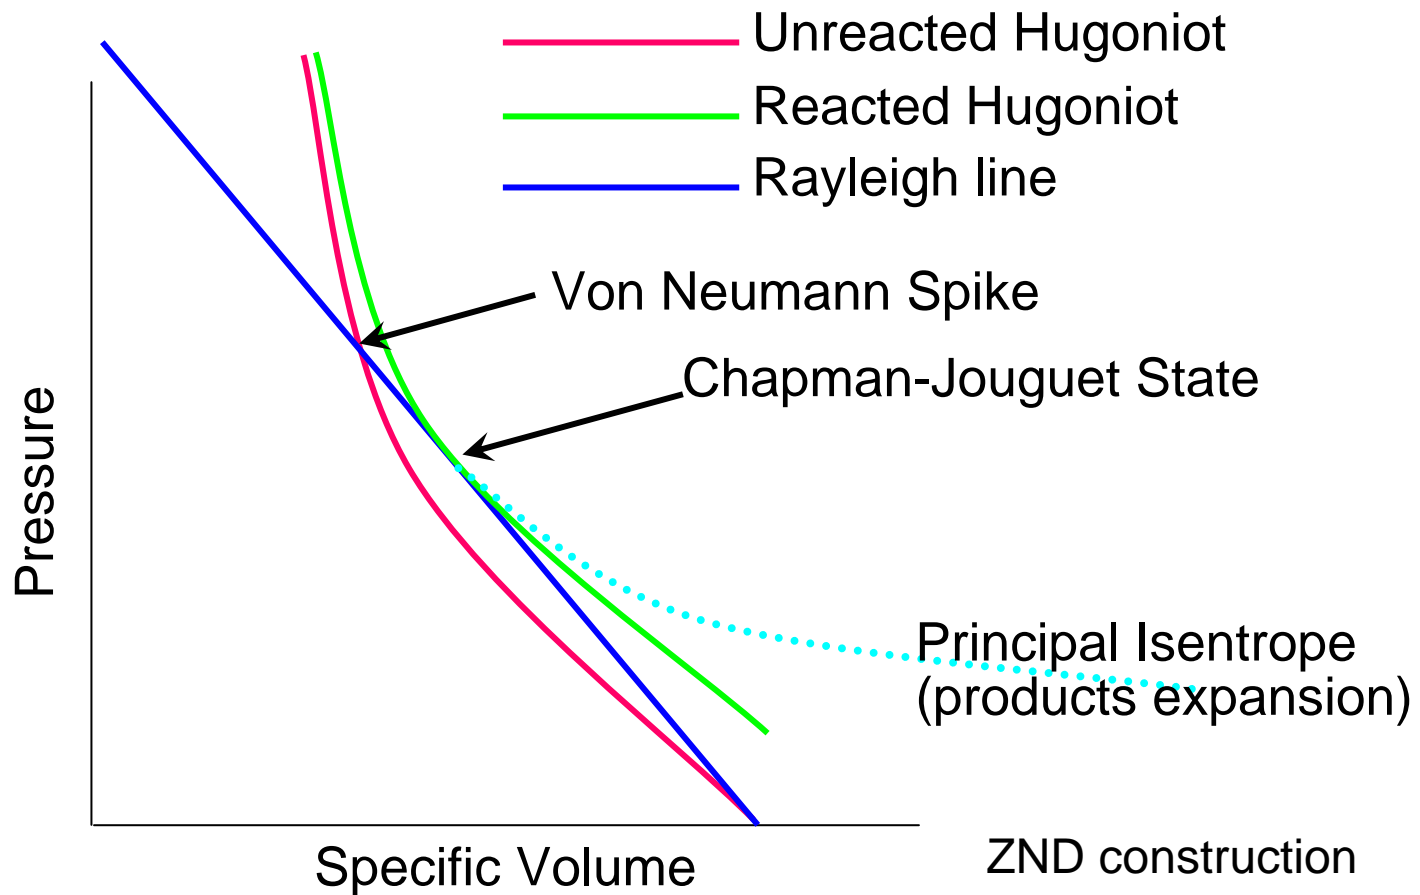 Unreacted Hugoniot
Reacted Hugoniot
Rayleigh line
Von Neumann Spike
Chapman-Jouguet State
Pressure
Principal Isentrope
(products expansion)
Specific Volume
ZND construction